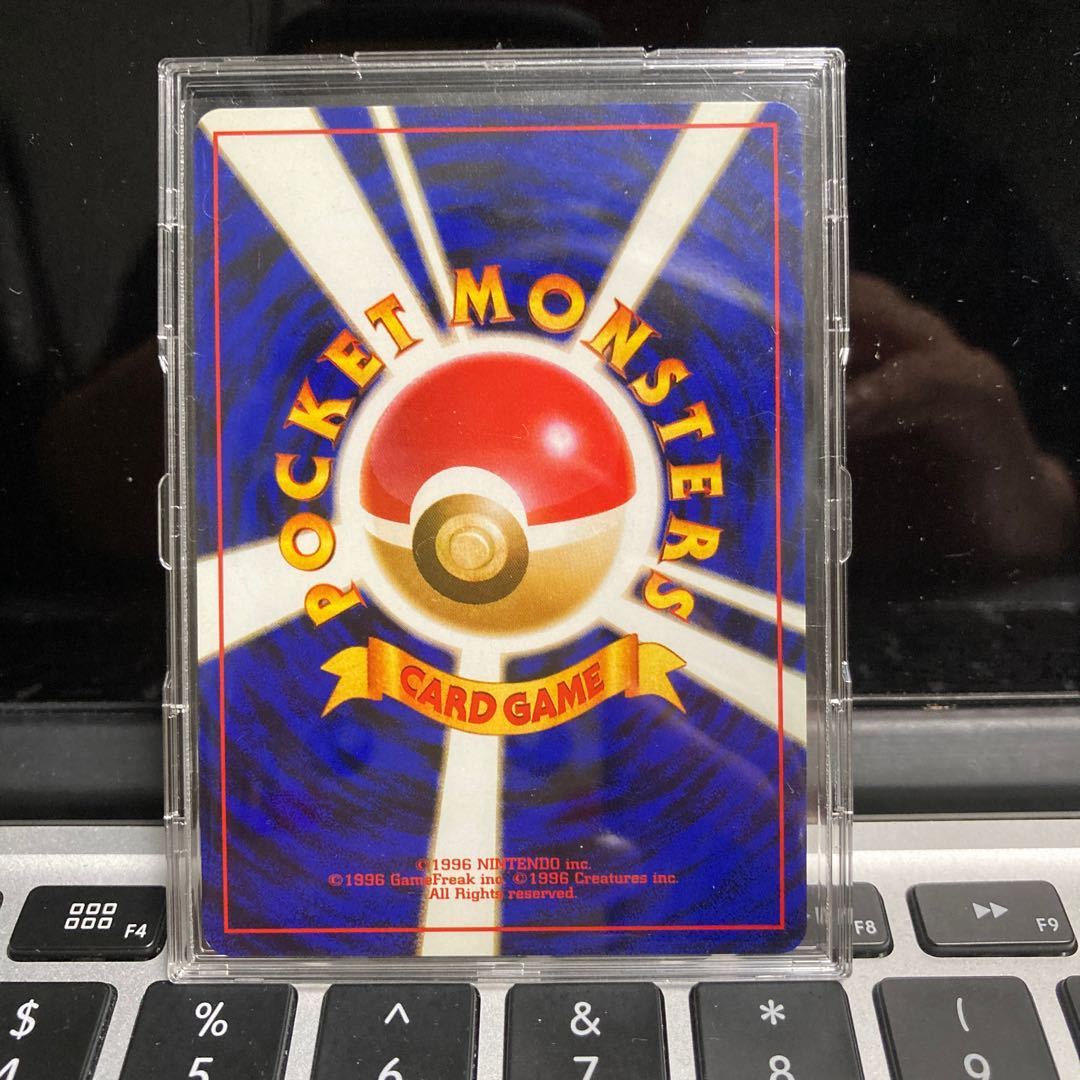 POCKET MONSTERS
CARD GAME
©1996 NINTENDO inc.
©1996 GameFreak inc. ©1996 Creatures inc.
All Rights reserved.
F4
F8
F9
$ % ^ & * (
4 5 6 7 8 9